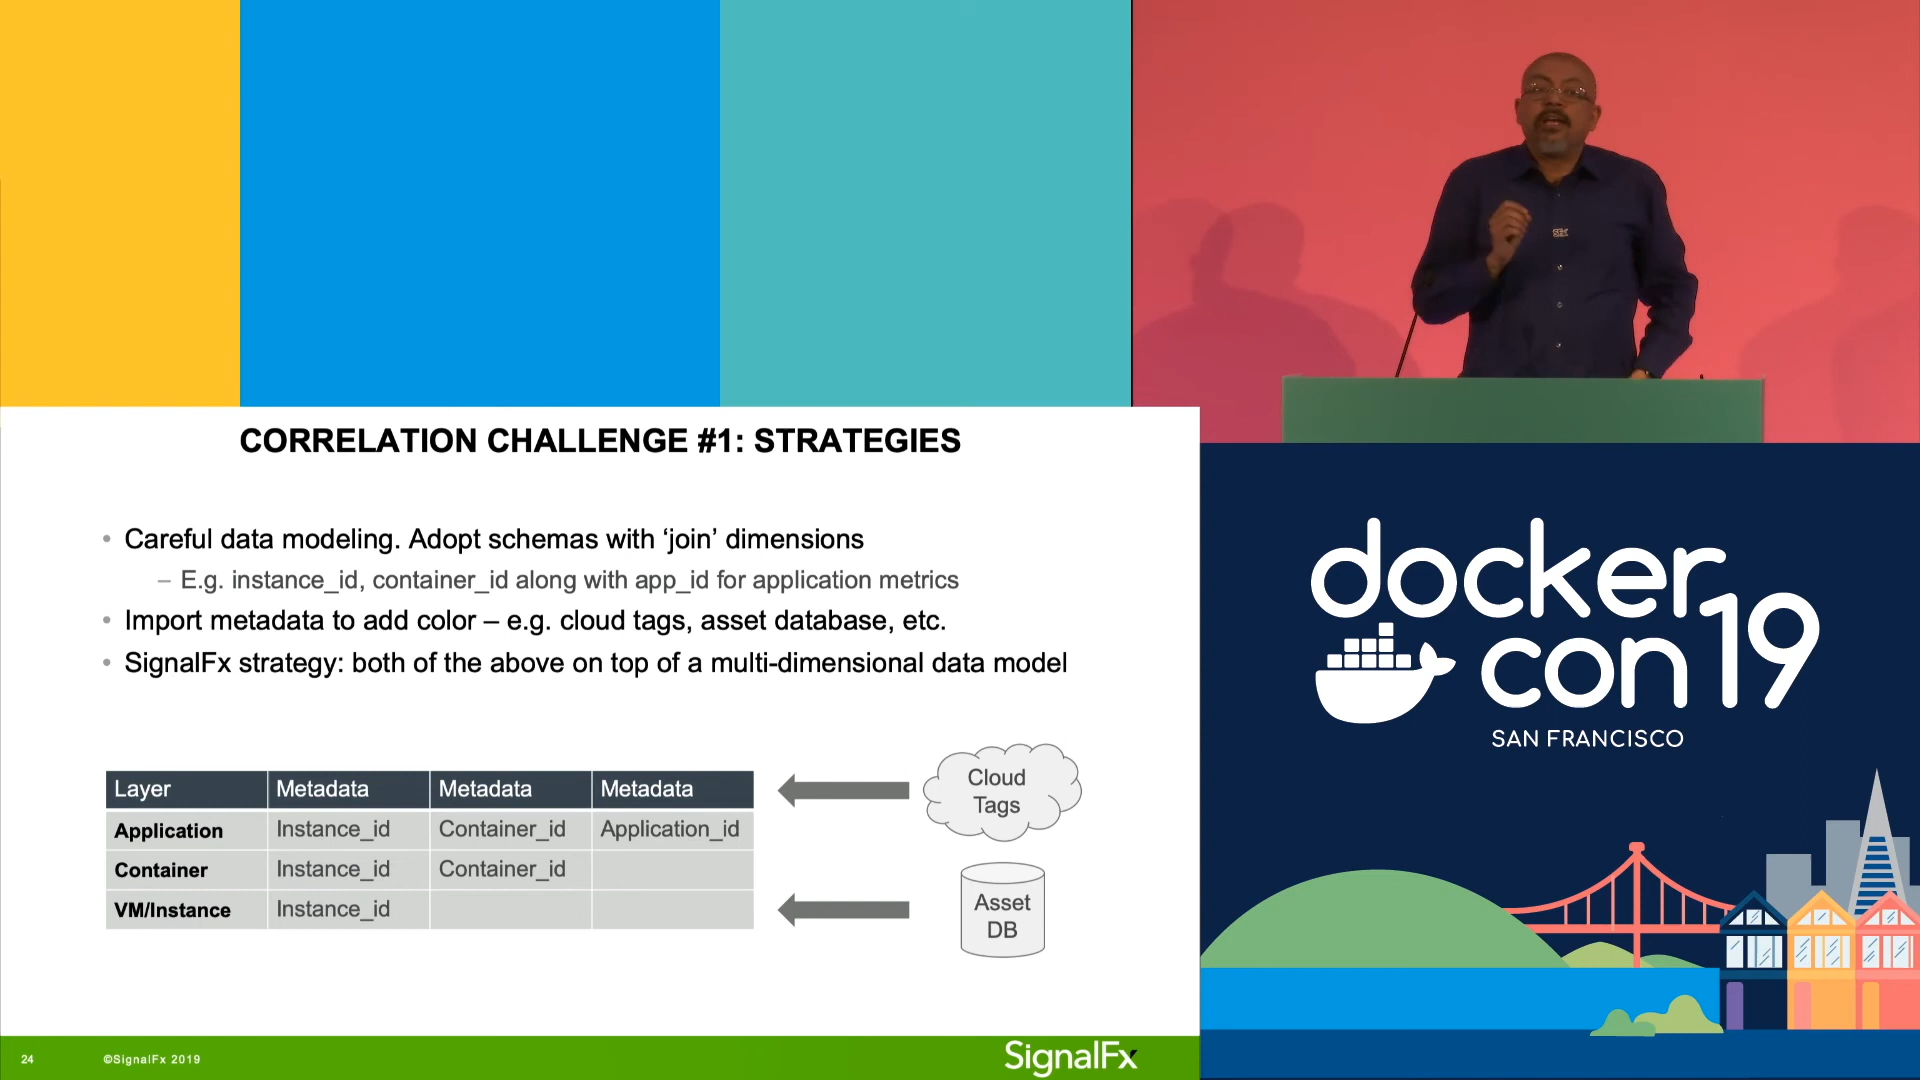 CORRELATION CHALLENGE #1: STRATEGIES
• Careful data modeling. Adopt schemas with ‘join’ dimensions
– E.g. instance_id, container_id along with app_id for application metrics
• Import metadata to add color – e.g. cloud tags, asset database, etc.
• SignalFx strategy: both of the above on top of a multi-dimensional data model
Layer Metadata Metadata Metadata
Application Instance_id Container_id Application_id
Container Instance_id Container_id
VM/Instance Instance_id
Cloud
Tags
Asset
DB
24 ©SignalFx 2019
SignalFx
docker
con19
SAN FRANCISCO